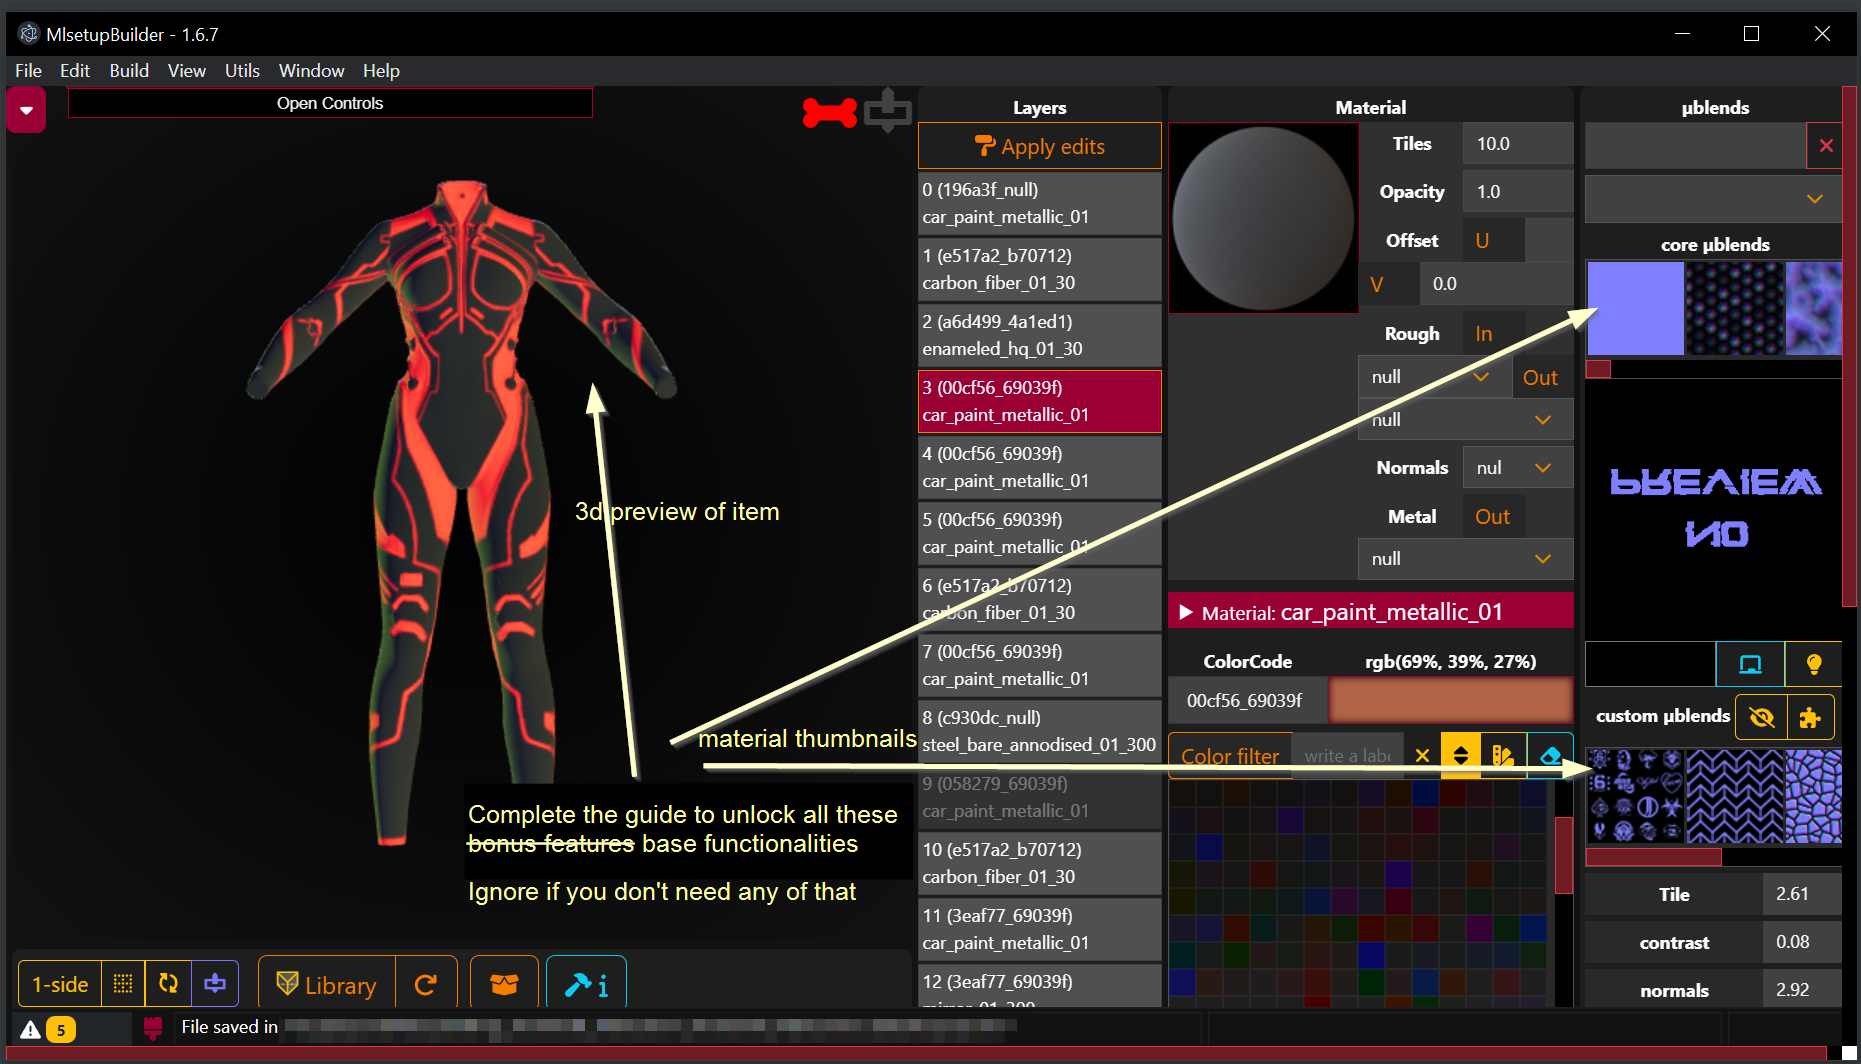 MlsetupBuilder - 1.6.7
File Edit Build View Utils Window Help
Open Controls
3d preview of item
material thumbnails
Complete the guide to unlock all these
bonus features base functionalities
Ignore if you don't need any of that
1-side
Library
5
File saved in
Layers
Apply edits
0 (196a3f_null)
car_paint_metallic_01
1 (e517a2_b70712)
carbon_fiber_01_30
2 (a6d499_4a1ed1)
enameled_hq_01_30
3 (00cf56_69039f)
car_paint_metallic_01
4 (00cf56_69039f)
car_paint_metallic_01
5 (00cf56_69039f)
car_paint_metallic_01
6 (e517a2_b70712)
carbon_fiber_01_30
7 (00cf56_69039f)
car_paint_metallic_01
8 (c930dc_null)
steel_bare_annodised_01_300
9 (058279_69039f)
car_paint_metallic_01
10 (e517a2_b70712)
carbon_fiber_01_30
11 (3eaf77_69039f)
car_paint_metallic_01
12 (3eaf77_69039f)
mirror_01_300
Material
Tiles 10.0
Opacity 1.0
Offset U
V 0.0
Rough In
null Out
null
Normals nul
Metal Out
null
Material: car_paint_metallic_01
ColorCode rgb(69%, 39%, 27%)
00cf56_69039f
Color filter write a labe
µblends
core µblends
PREVIEW
NO
custom µblends
Tile 2.61
contrast 0.08
normals 2.92